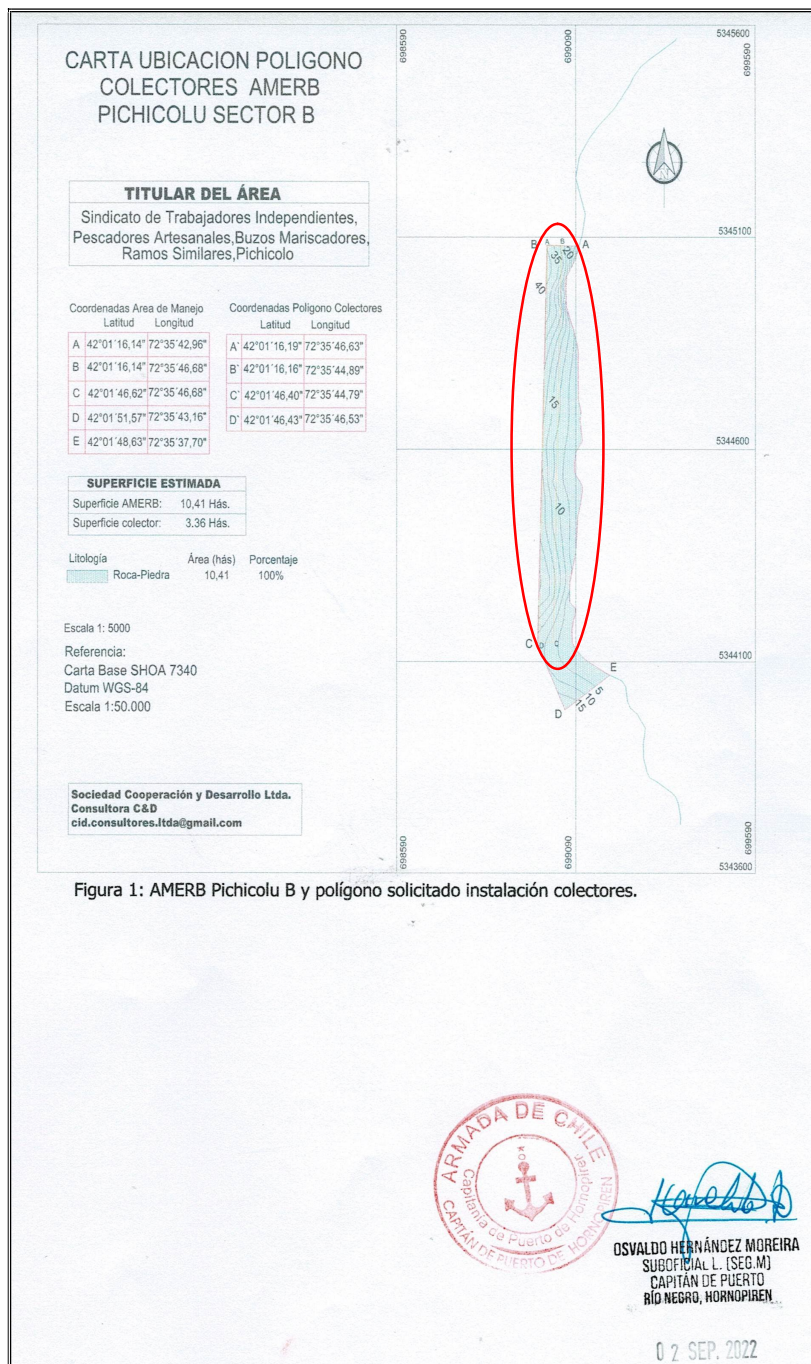 CARTA UBICACION POLIGONO
COLECTORES AMERB
PICHICOLU SECTOR B
TITULAR DEL ÁREA
Sindicato de Trabajadores Independientes,
Pescadores Artesanales,Buzos Mariscadores,
Ramos Similares,Pichicolo
Coordenadas Area de Manejo
Latitud Longitud
A 42°01´16,14" 72°35´42,96"
B 42°01´16,14" 72°35´46,68"
C 42°01´46,62" 72°35´46,68"
D 42°01´51,57" 72°35´43,16"
E 42°01´48,63" 72°35´37,70"
Coordenadas Poligono Colectores
Latitud Longitud
A' 42°01´16,19" 72°35´46,63"
B' 42°01´16,16" 72°35´44,89"
C' 42°01´46,40" 72°35´44,79"
D' 42°01´46,43" 72°35´46,53"
SUPERFICIE ESTIMADA
Superficie AMERB: 10,41 Hás.
Superficie colector: 3.36 Hás.
Litología Área (hás) Porcentaje
Roca-Piedra 10,41 100%
Escala 1: 5000
Referencia:
Carta Base SHOA 7340
Datum WGS-84
Escala 1:50.000
Sociedad Cooperación y Desarrollo Ltda.
Consultora C&D
cid.consultores.ltda@gmail.com
698590
699090
5345600
699590
N
5345100
B A B A
35 20
40
15
5344600
10
C D C
5344100
E
D 15 10 5
698590
699090
699590
5343600
Figura 1: AMERB Pichicolu B y polígono solicitado instalación colectores.
ARMADA DE CHILE
Capitanía de Puerto de Hornopiren
CAPITÁN DE PUERTO DE HORNOPIREN
OSVALDO HERNÁNDEZ MOREIRA
SUBOFICIAL L. (SEG.M)
CAPITÁN DE PUERTO
RÍO NEGRO, HORNOPIREN
02 SEP. 2022